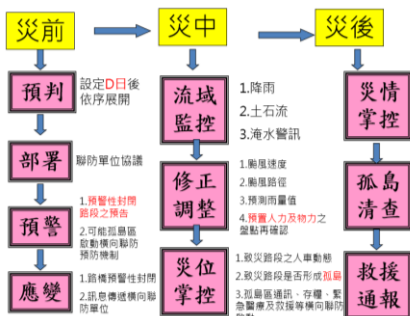 災前
災中
災後
預判
設定D日後
依序展開
部署
聯防單位協議
預警
1.預警性封閉
路段之預告
2.可能孤島區
啟動橫向聯防
預防機制
應變
1.路橋預警性封閉
2.訊息傳遞橫向聯
防單位
流域
監控
1.降雨
2.土石流
3.淹水警訊
修正
調整
1.颱風速度
2.颱風路徑
3.預測雨量值
4.預置人力及物力之
盤點再確認
災位
掌控
1.致災路段之人車動態
2.致災路段是否形成孤島
3.孤島區通訊、存糧、緊
急醫療及救援等橫向聯防
災情
掌控
孤島
清查
救援
通報